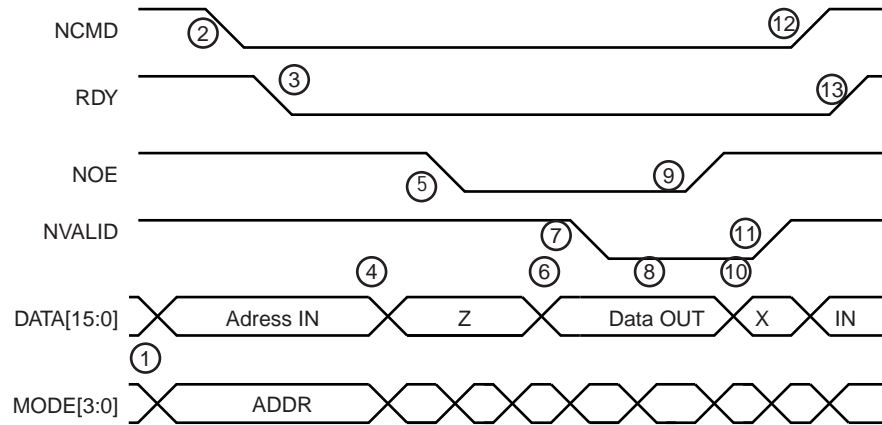 NCMD 2 12
RDY 3 13
NOE 5 9
NVALID 7 11
4 6 8 10
DATA[15:0] Adress IN Z Data OUT X IN
1
MODE[3:0] ADDR